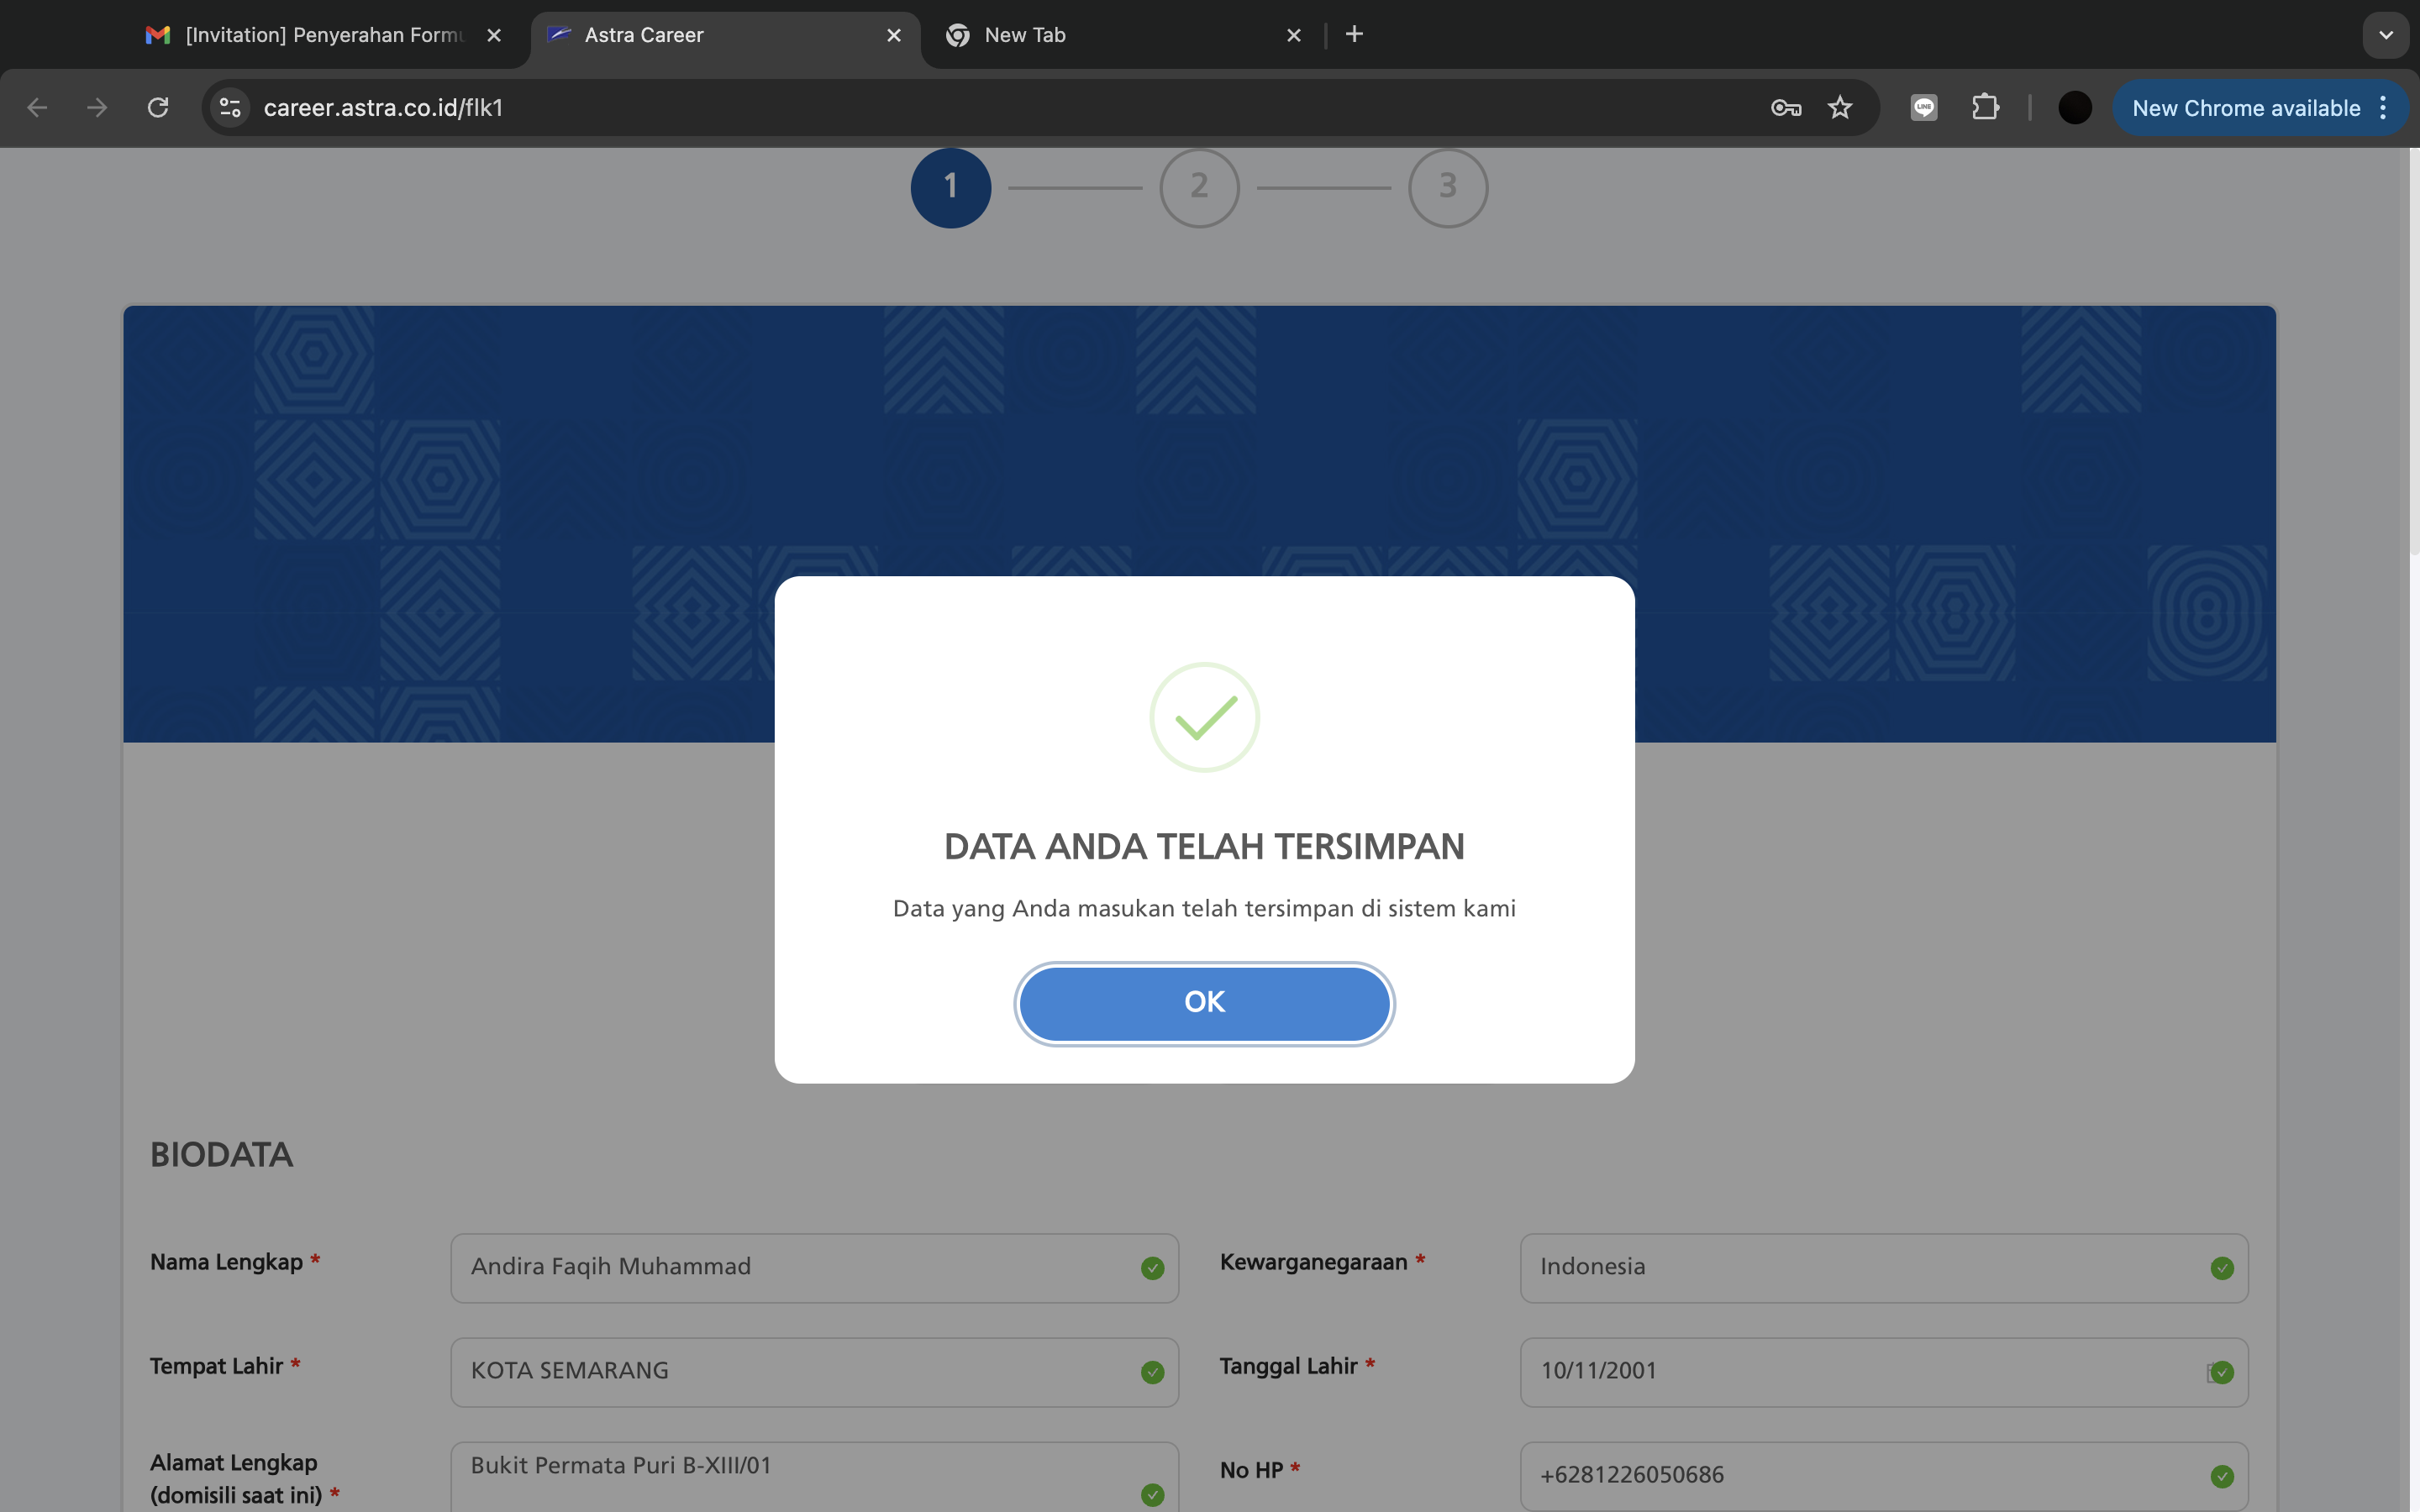 [Invitation] Penyerahan Formu
Astra Career
New Tab
career.astra.co.id/flk1
LINE
New Chrome available
1
2
3
DATA ANDA TELAH TERSIMPAN
Data yang Anda masukan telah tersimpan di sistem kami
OK
BIODATA
Nama Lengkap *
Andira Faqih Muhammad
Kewarganegaraan *
Indonesia
Tempat Lahir *
KOTA SEMARANG
Tanggal Lahir *
10/11/2001
Alamat Lengkap
(domisili saat ini) *
Bukit Permata Puri B-XIII/01
No HP *
+6281226050686